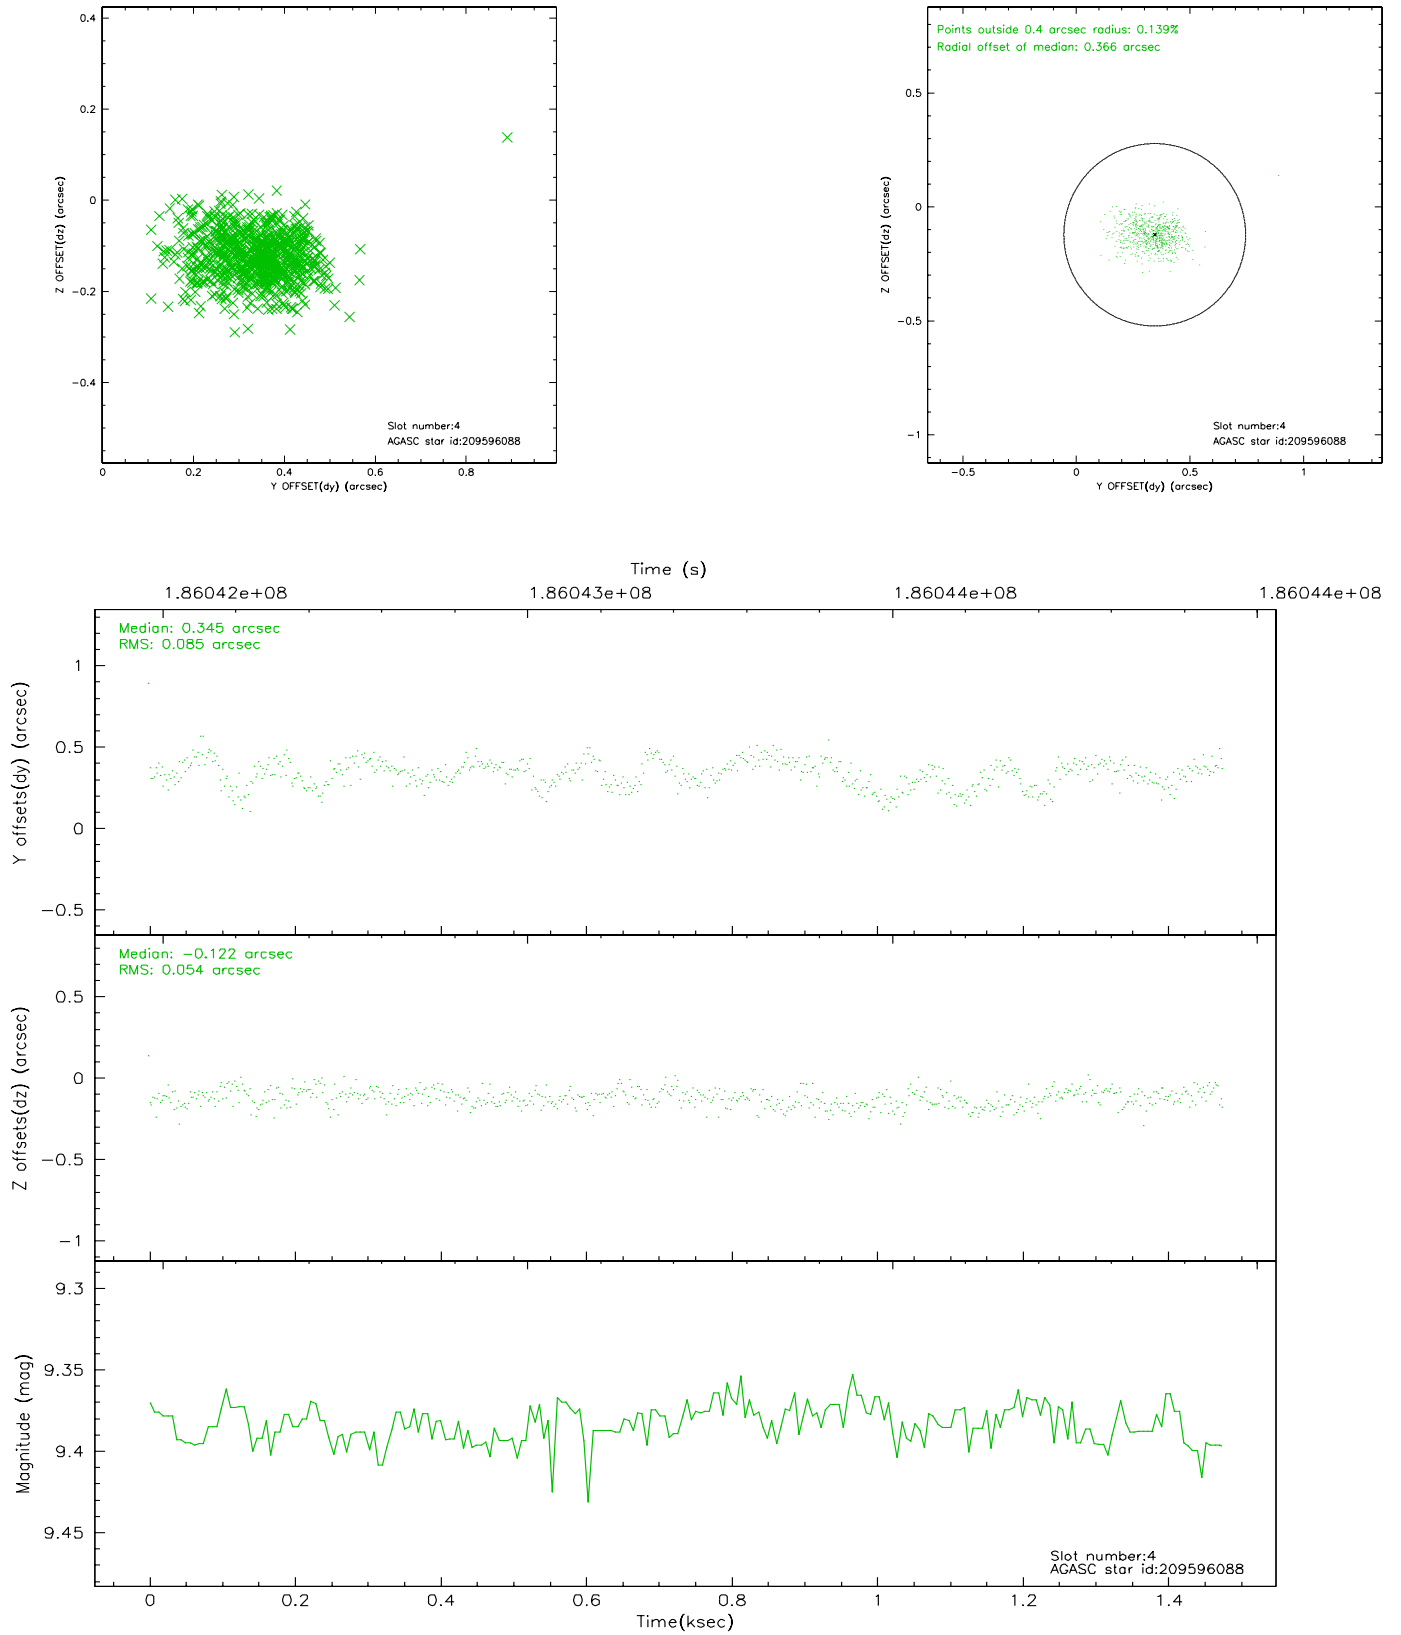 0.4
0.2
0
−0.2
−0.4
Z OFFSET(dz) (arcsec)
0 0.2 0.4 0.6 0.8
Y OFFSET(dy) (arcsec)
Slot number:4
AGASC star id:209596088
Points outside 0.4 arcsec radius: 0.139%
Radial offset of median: 0.366 arcsec
0.5
0
−0.5
−1
Z OFFSET(dz) (arcsec)
−0.5 0 0.5 1
Y OFFSET(dy) (arcsec)
Slot number:4
AGASC star id:209596088
Time (s)
1.86042e+08 1.86043e+08 1.86044e+08 1.86044e+08
Median: 0.345 arcsec
RMS: 0.085 arcsec
1
0.5
0
−0.5
Y offsets(dy) (arcsec)
Median: −0.122 arcsec
RMS: 0.054 arcsec
0.5
0
−0.5
−1
Z offsets(dz) (arcsec)
9.3
9.35
9.4
9.45
Magnitude (mag)
Slot number:4
AGASC star id:209596088
0 0.2 0.4 0.6 0.8 1 1.2 1.4
Time(ksec)